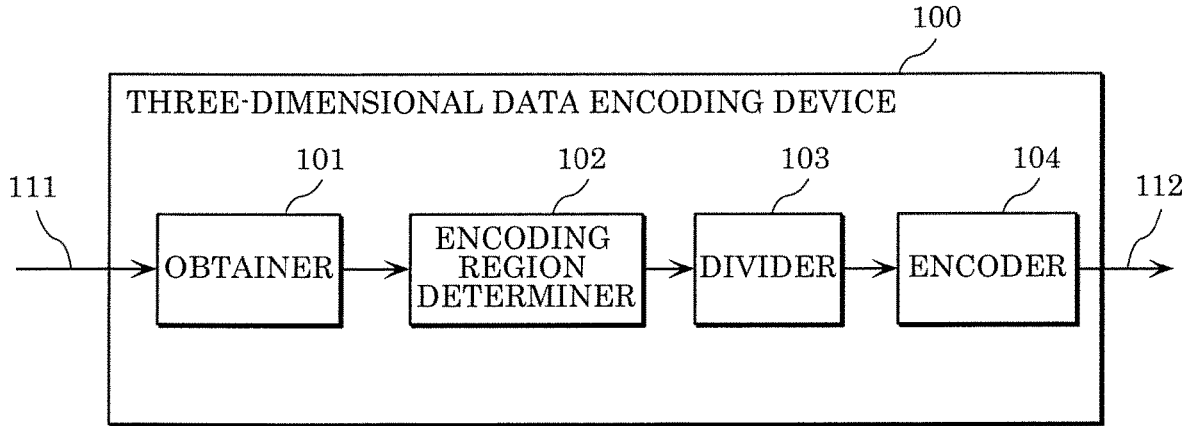 100
THREE-DIMENSIONAL DATA ENCODING DEVICE
101
102
103
104
111
112
OBTAINER
ENCODING
REGION
DETERMINER
DIVIDER
ENCODER